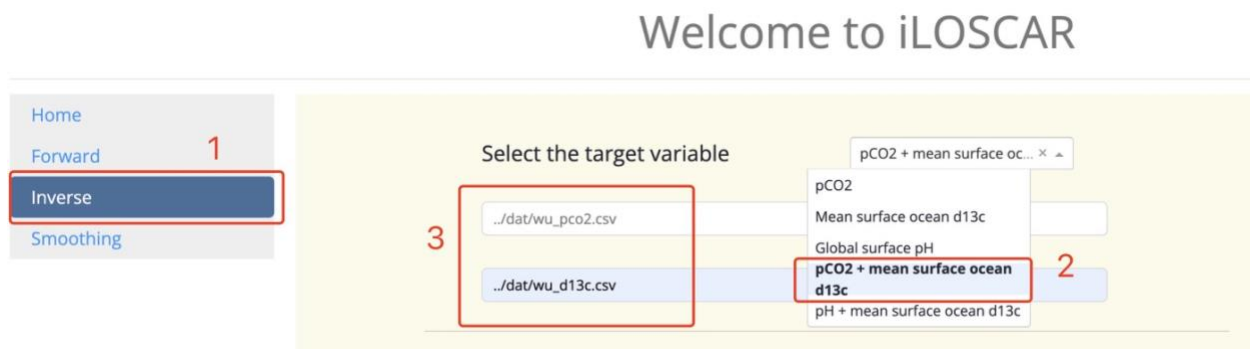 Welcome to iLOSCAR
Home
Forward
1
Inverse
Smoothing
Select the target variable
pCO2 + mean surface oc... × ▲
3
../dat/wu_pco2.csv
../dat/wu_d13c.csv
pCO2
Mean surface ocean d13c
Global surface pH
pCO2 + mean surface ocean
d13c
2
pH + mean surface ocean d13c